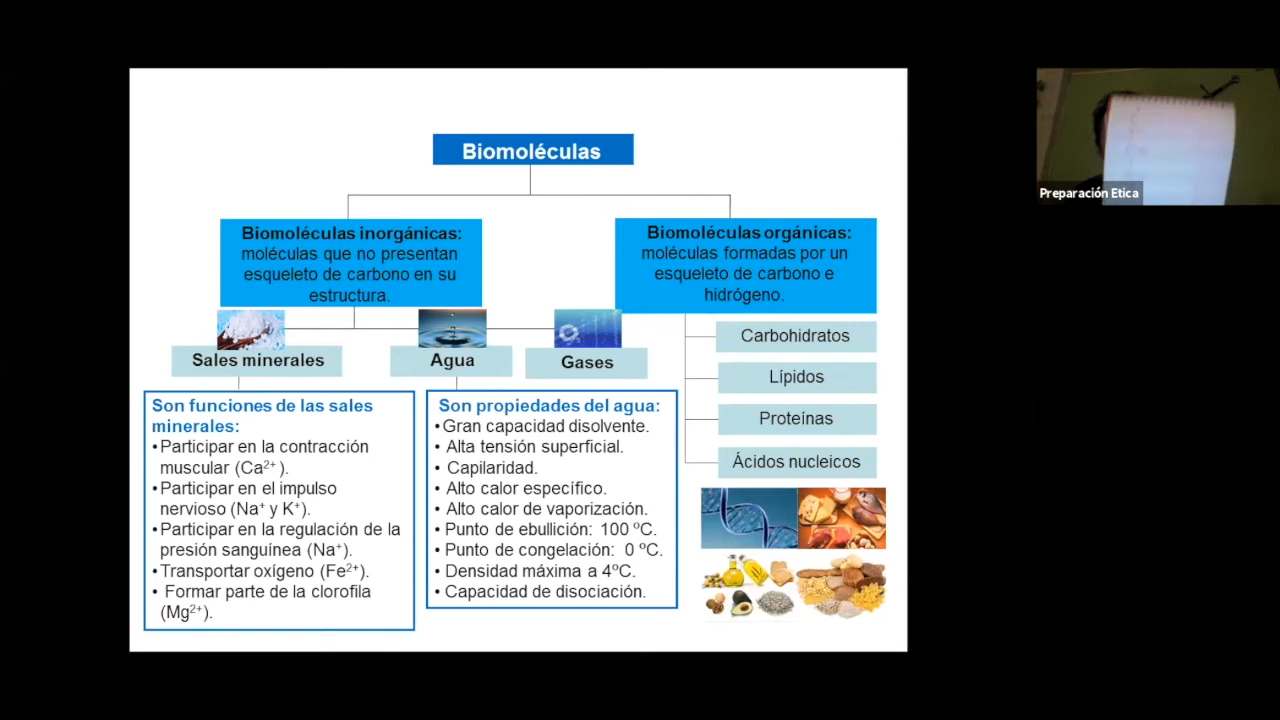 Biomoléculas
Biomoléculas inorgánicas:
moléculas que no presentan
esqueleto de carbono en su
estructura.
Biomoléculas orgánicas:
moléculas formadas por un
esqueleto de carbono e
hidrógeno.
Sales minerales
Agua
Gases
Carbohidratos
Lípidos
Proteínas
Ácidos nucleicos
Son funciones de las sales
minerales:
•Participar en la contracción
muscular (Ca²⁺ ).
•Participar en el impulso
nervioso (Na⁺ y K⁺).
•Participar en la regulación de la
presión sanguínea (Na⁺).
•Transportar oxígeno (Fe²⁺).
• Formar parte de la clorofila
(Mg²⁺).
Son propiedades del agua:
•Gran capacidad disolvente.
• Alta tensión superficial.
• Capilaridad.
• Alto calor específico.
• Alto calor de vaporización.
• Punto de ebullición: 100 ºC.
• Punto de congelación: 0 ºC.
• Densidad máxima a 4ºC.
• Capacidad de disociación.
Preparación Etica